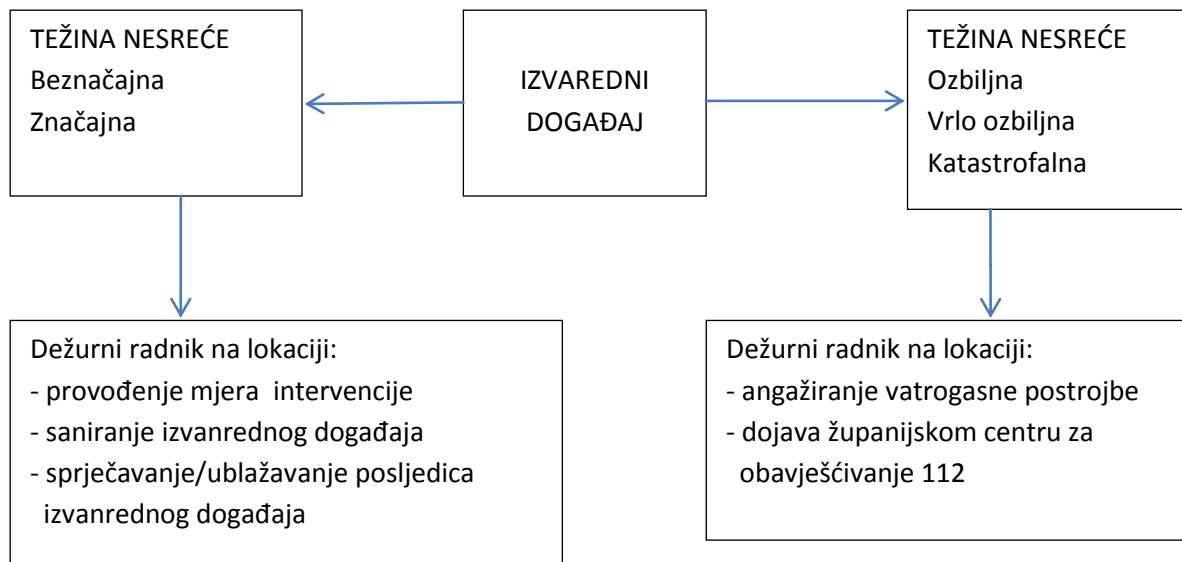 TEŽINA NESREĆE
Beznačajna
Značajna
IZVAREDNI
DOGAĐAJ
TEŽINA NESREĆE
Ozbiljna
Vrlo ozbiljna
Katastrofalna
Dežurni radnik na lokaciji:
- provođenje mjera intervencije
- saniranje izvanrednog događaja
- sprječavanje/ublažavanje posljedica
izvanrednog događaja
Dežurni radnik na lokaciji:
- angažiranje vatrogasne postrojbe
- dojava županijskom centru za
obavješćivanje 112